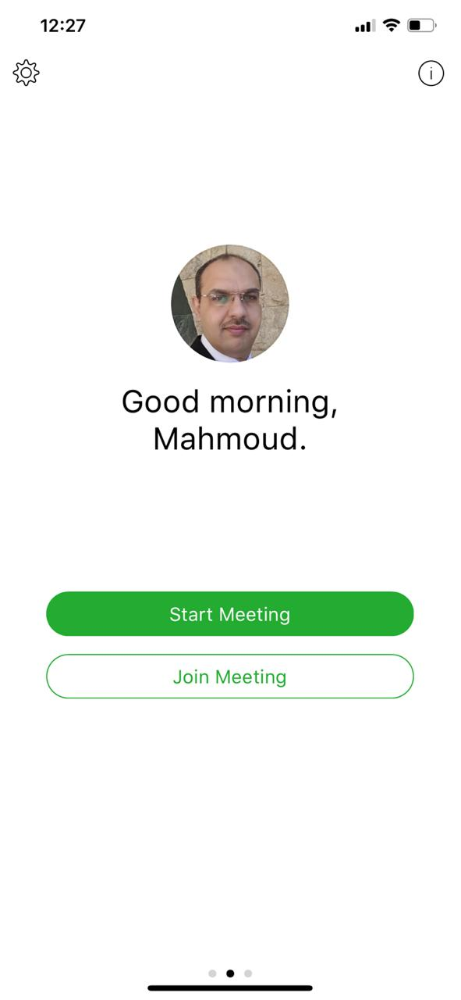 12:27
Good morning,
Mahmoud.
Start Meeting
Join Meeting